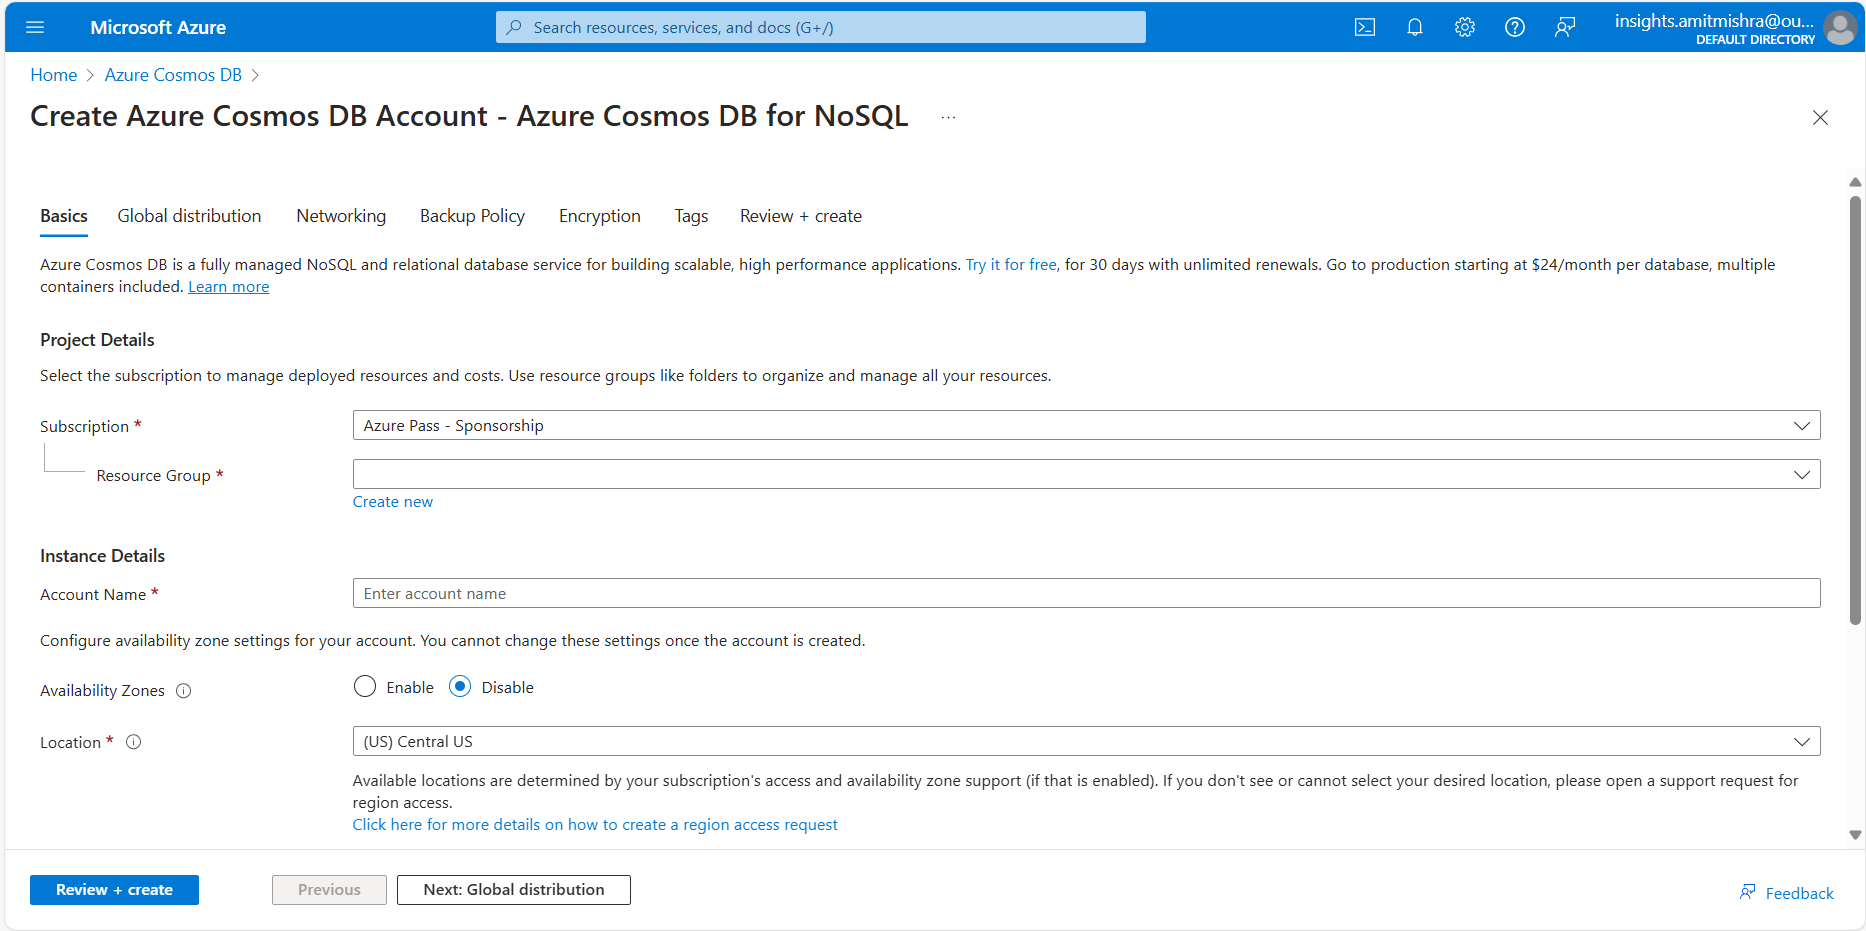 Microsoft Azure
Search resources, services, and docs (G+/)
insights.amitmishra@ou...
DEFAULT DIRECTORY
Home > Azure Cosmos DB >
Create Azure Cosmos DB Account - Azure Cosmos DB for NoSQL ...
Basics Global distribution Networking Backup Policy Encryption Tags Review + create
Azure Cosmos DB is a fully managed NoSQL and relational database service for building scalable, high performance applications. Try it for free, for 30 days with unlimited renewals. Go to production starting at $24/month per database, multiple
containers included. Learn more
Project Details
Select the subscription to manage deployed resources and costs. Use resource groups like folders to organize and manage all your resources.
Subscription * Azure Pass - Sponsorship
Resource Group *
Create new
Instance Details
Account Name * Enter account name
Configure availability zone settings for your account. You cannot change these settings once the account is created.
Availability Zones Enable Disable
Location * (US) Central US
Available locations are determined by your subscription's access and availability zone support (if that is enabled). If you don't see or cannot select your desired location, please open a support request for
region access.
Click here for more details on how to create a region access request
Review + create Previous Next: Global distribution Feedback